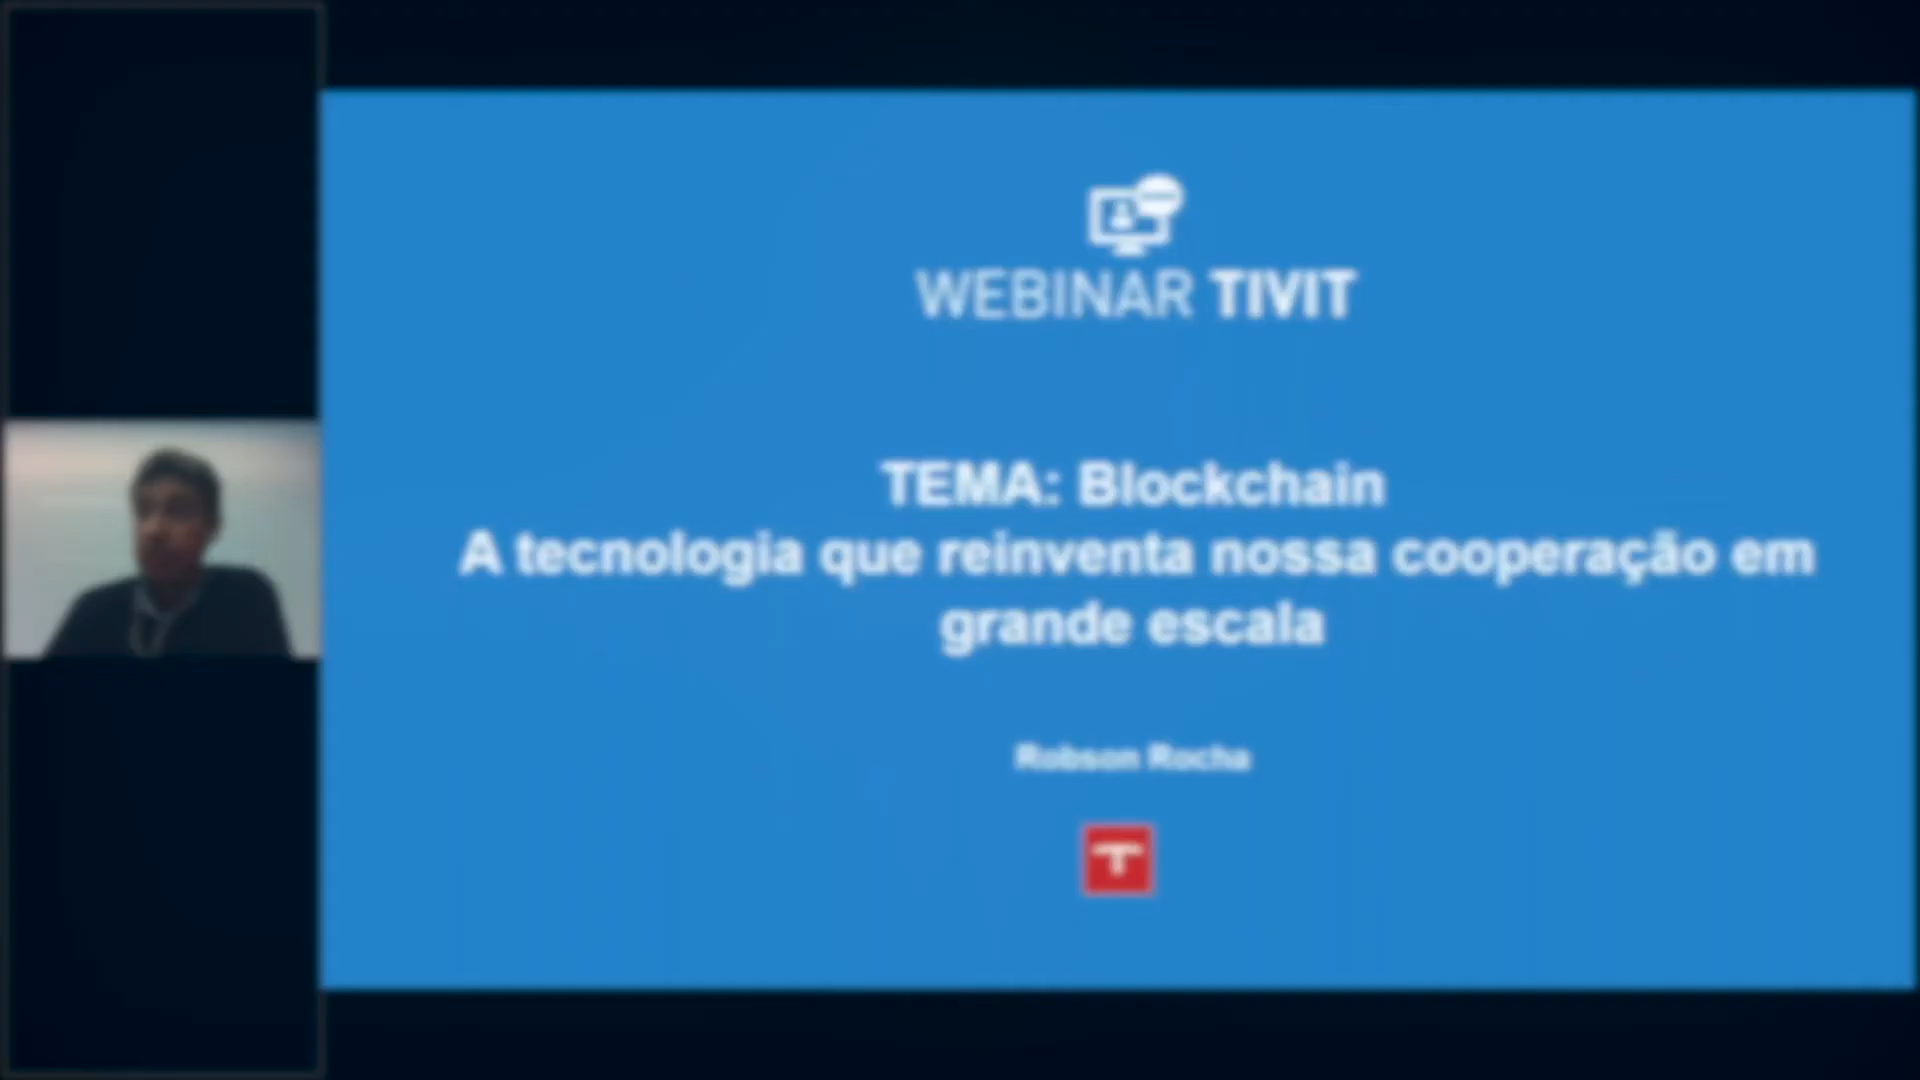 WEBINAR TIVIT
TEMA: Blockchain
A tecnologia que reinventa nossa cooperação em
grande escala
Robson Rocha
T